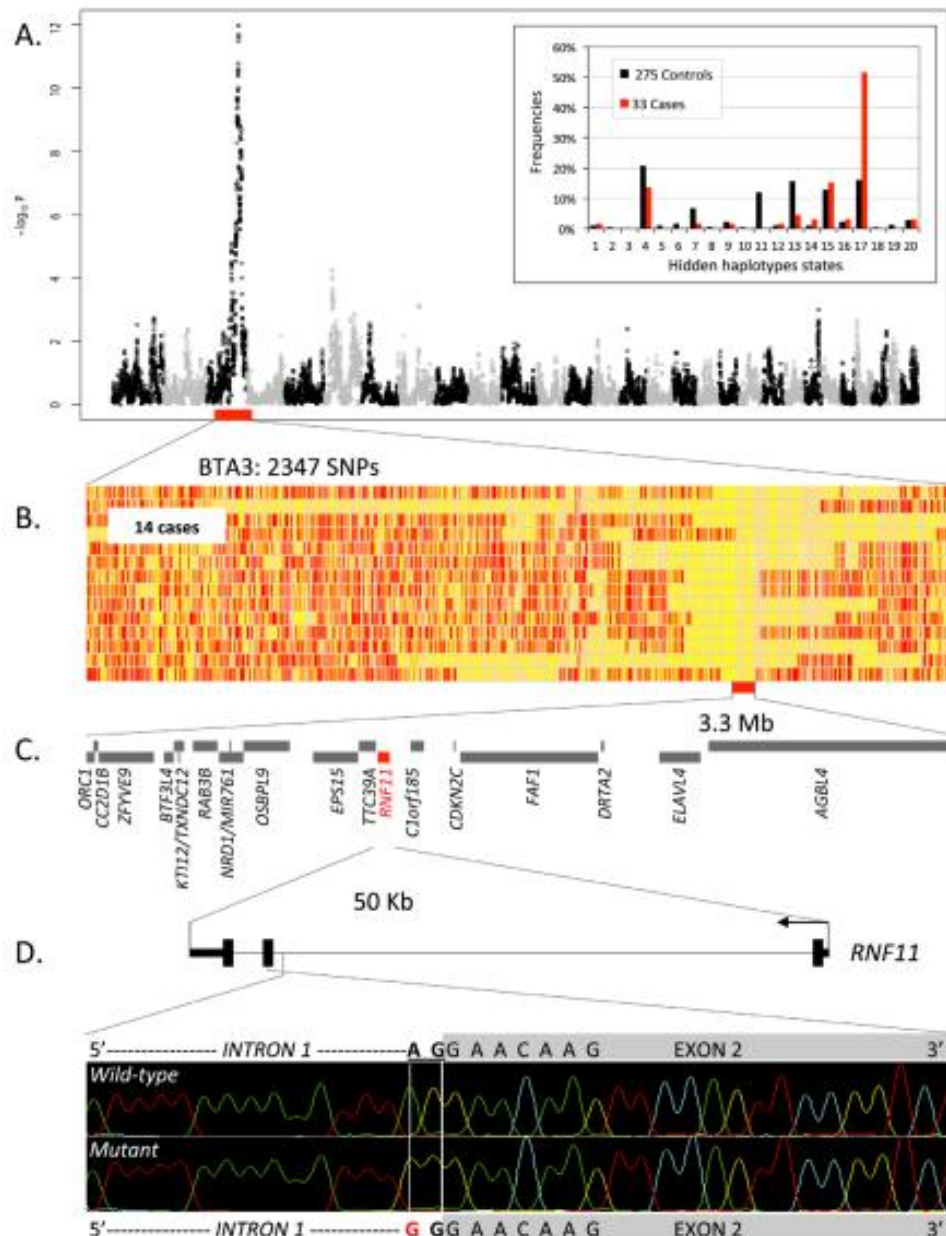 A.
12
10
8
6
4
2
0
-log₁₀ P
60%
50%
40%
30%
20%
10%
0%
Frequencies
275 Controls
33 Cases
1 2 3 4 5 6 7 8 9 10 11 12 13 14 15 16 17 18 19 20
Hidden haplotypes states
BTA3: 2347 SNPs
B.
14 cases
3.3 Mb
C.
ORC1
CC2D1B
ZFYVE9
BTF3L4
KTI12/TXNDC12
RAB3B
NRD1/MIR761
OSBPL9
EPS15
TTC39A
RNF11
C1orf185
CDKN2C
FAF1
DRTA2
ELAVL4
AGBL4
50 Kb
D.
RNF11
5'--------------- INTRON 1 ---------------A GG A A C A A G EXON 2 3'
Wild-type
Mutant
5'--------------- INTRON 1 ---------------G GG A A C A A G EXON 2 3'